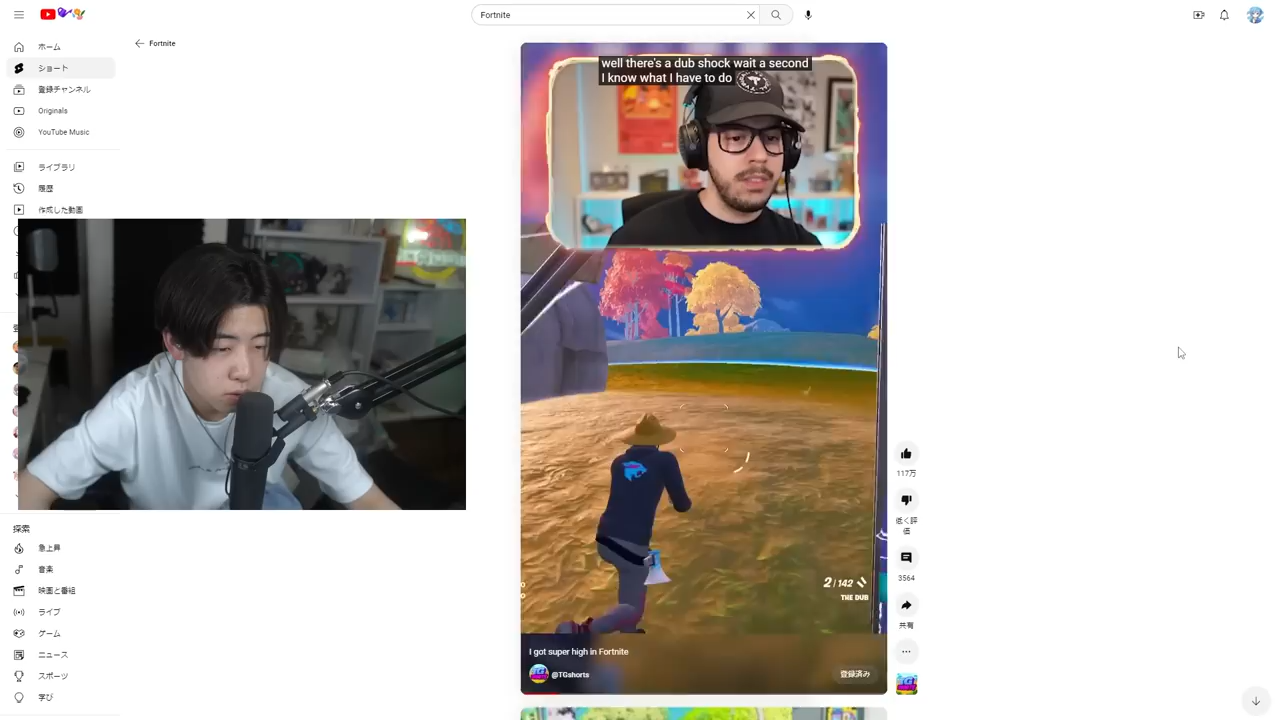 Fortnite
ホーム
ショート
登録チャンネル
Originals
YouTube Music
ライブラリ
履歴
作成した動画
探索
急上昇
音楽
映画と番組
ライブ
ゲーム
ニュース
スポーツ
学び
Fortnite
well there's a dub shock wait a second
I know what I have to do
2/142
THE DUB
I got super high in Fortnite
@TGshorts
登録済み
117万
低く評
価
3564
共有